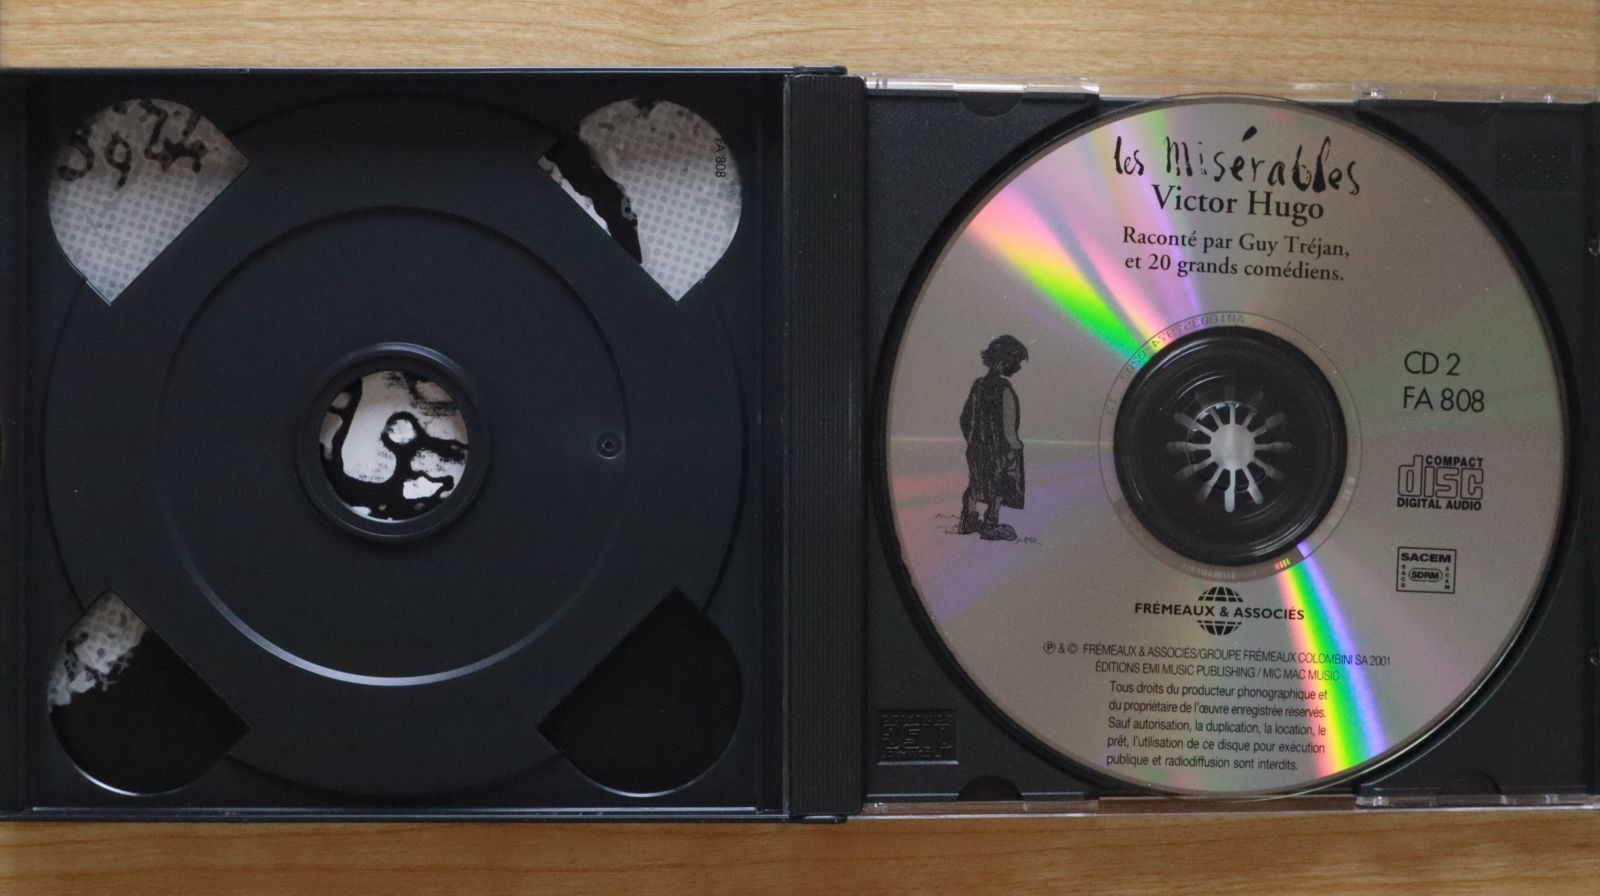 FA 808
les Misérables
Victor Hugo
Raconté par Guy Tréjan,
et 20 grands comédiens.
CD 2
FA 808
COMPACT
disc
DIGITAL AUDIO
SACEM
SACD
SDRM
SCAM
FRÉMEAUX & ASSOCIÉS
℗ & © FRÉMEAUX & ASSOCIÉS/GROUPE FRÉMEAUX COLOMBINI SA 2001
ÉDITIONS EMI MUSIC PUBLISHING / MIC MAC MUSIC
Tous droits du producteur phonographique et
du propriétaire de l'œuvre enregistrée réservés.
Sauf autorisation, la duplication, la location, le
prêt, l'utilisation de ce disque pour exécution
publique et radiodiffusion sont interdits.